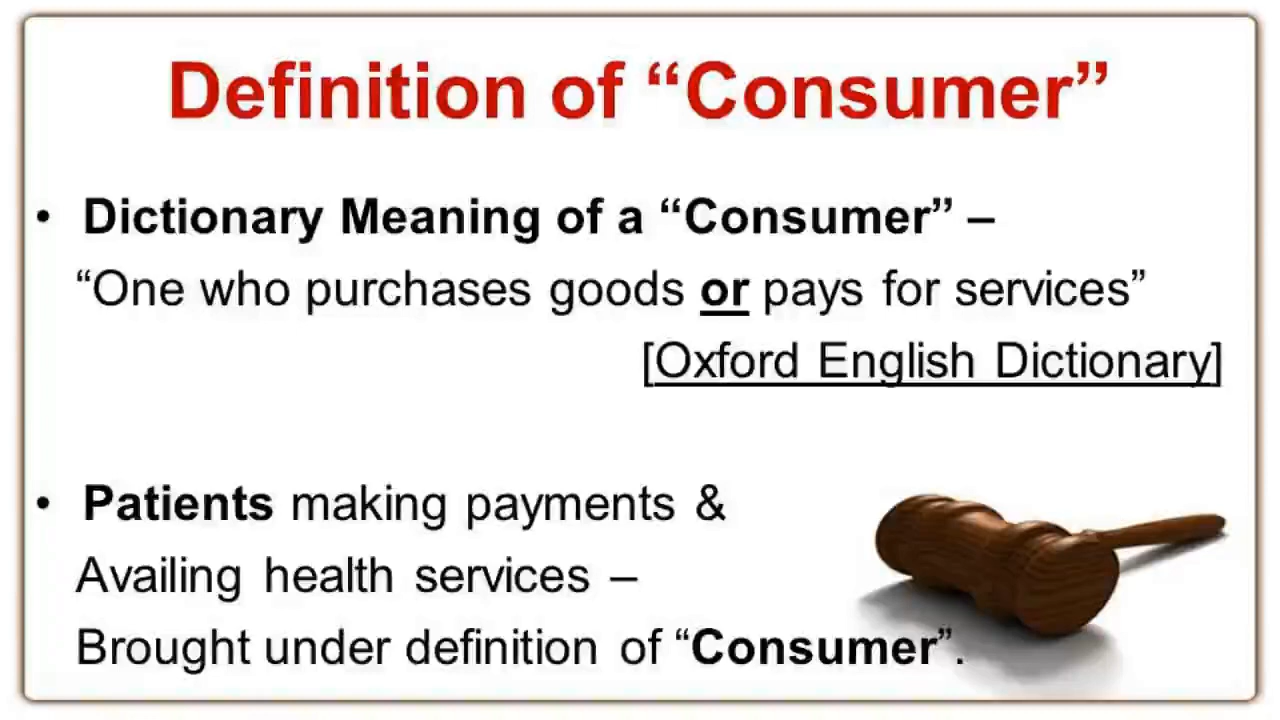 Definition of “Consumer”
• Dictionary Meaning of a “Consumer” –
“One who purchases goods or pays for services”
[Oxford English Dictionary]
• Patients making payments &
Availing health services –
Brought under definition of “Consumer”.